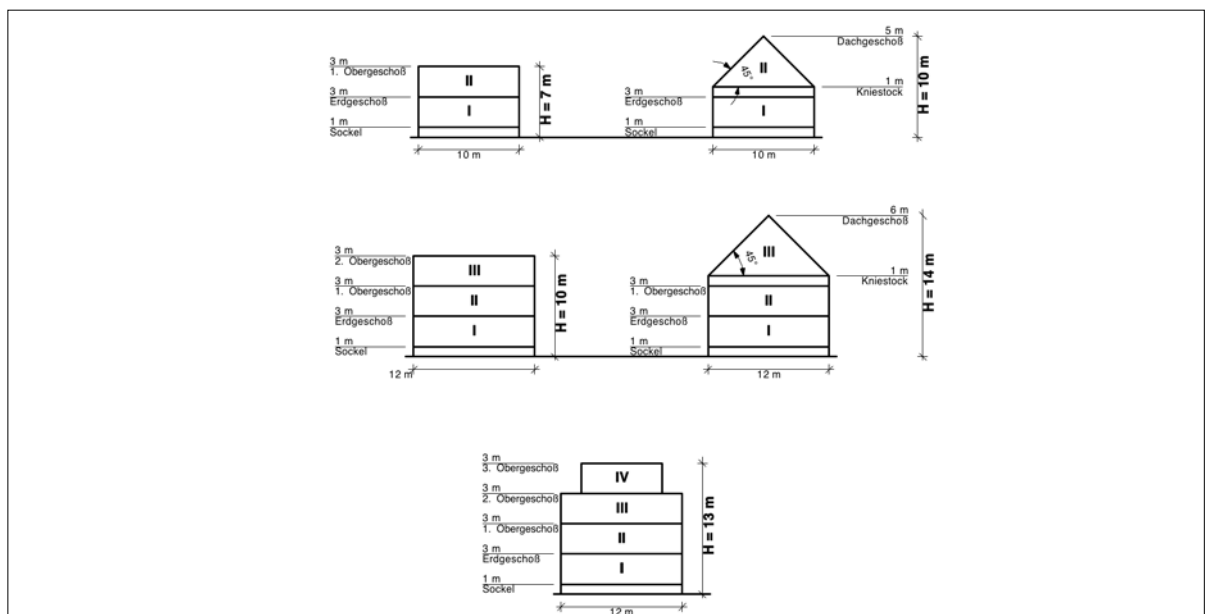 3 m
1. Obergeschoß
3 m
Erdgeschoß
1 m
Sockel
II
I
H = 7 m
10 m
3 m
Erdgeschoß
1 m
Sockel
45°
II
I
10 m
5 m
Dachgeschoß
1 m
Kniestock
H = 10 m
3 m
2. Obergeschoß
3 m
1. Obergeschoß
3 m
Erdgeschoß
1 m
Sockel
III
II
I
H = 10 m
12 m
3 m
1. Obergeschoß
3 m
Erdgeschoß
1 m
Sockel
45°
III
II
I
12 m
6 m
Dachgeschoß
1 m
Kniestock
H = 14 m
3 m
3. Obergeschoß
3 m
2. Obergeschoß
3 m
1. Obergeschoß
3 m
Erdgeschoß
1 m
Sockel
IV
III
II
I
H = 13 m
12 m